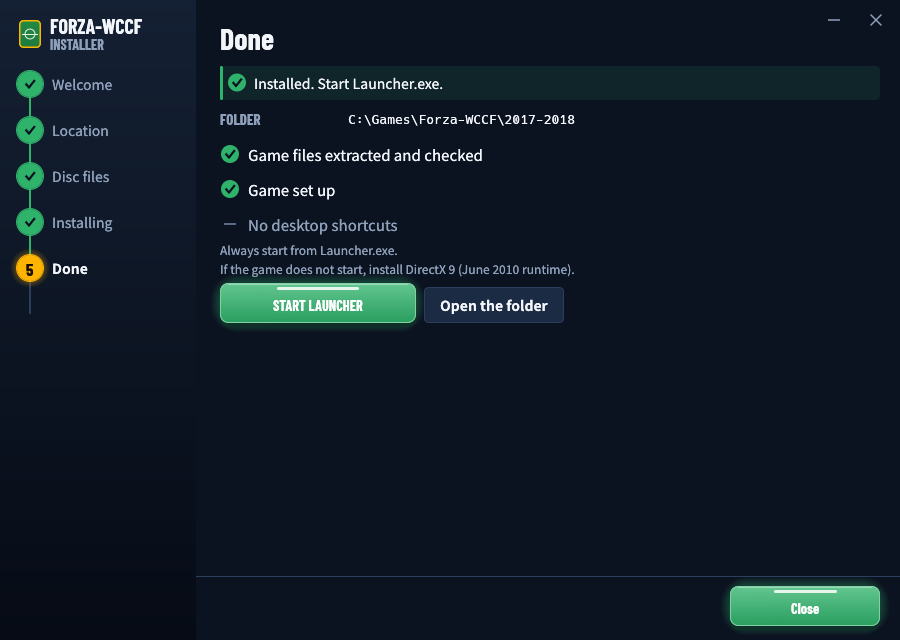 FORZA-WCCF
INSTALLER
Welcome
Location
Disc files
Installing
5
Done
Done
Installed. Start Launcher.exe.
FOLDER C:\Games\Forza-WCCF\2017-2018
Game files extracted and checked
Game set up
No desktop shortcuts
Always start from Launcher.exe.
If the game does not start, install DirectX 9 (June 2010 runtime).
START LAUNCHER
Open the folder
Close